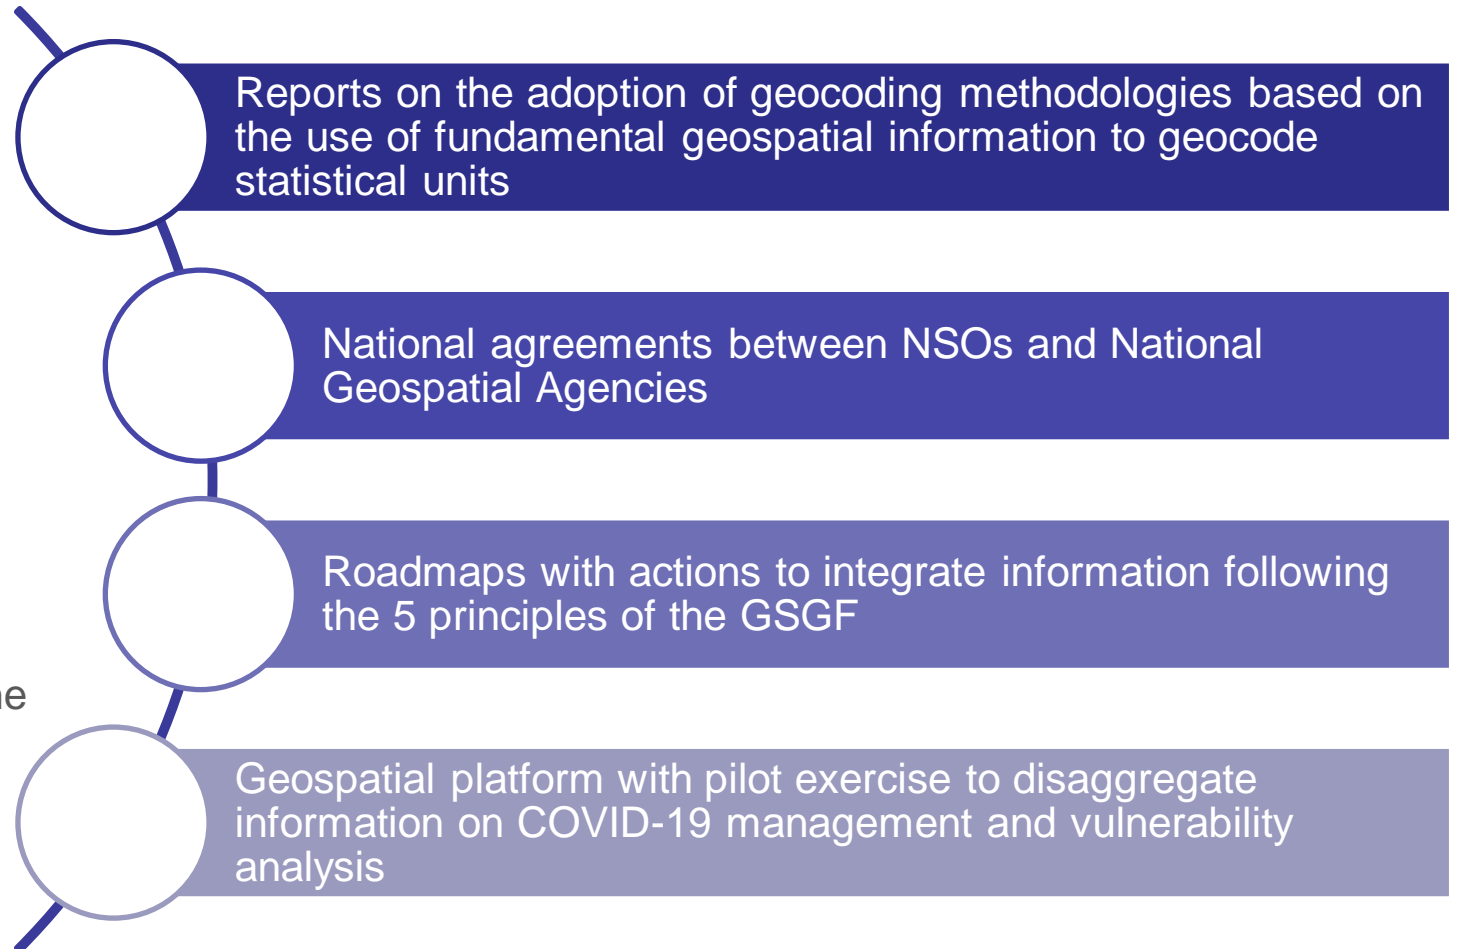 Reports on the adoption of geocoding methodologies based on
the use of fundamental geospatial information to geocode
statistical units
National agreements between NSOs and National
Geospatial Agencies
Roadmaps with actions to integrate information following
the 5 principles of the GSGF
Geospatial platform with pilot exercise to disaggregate
information on COVID-19 management and vulnerability
analysis